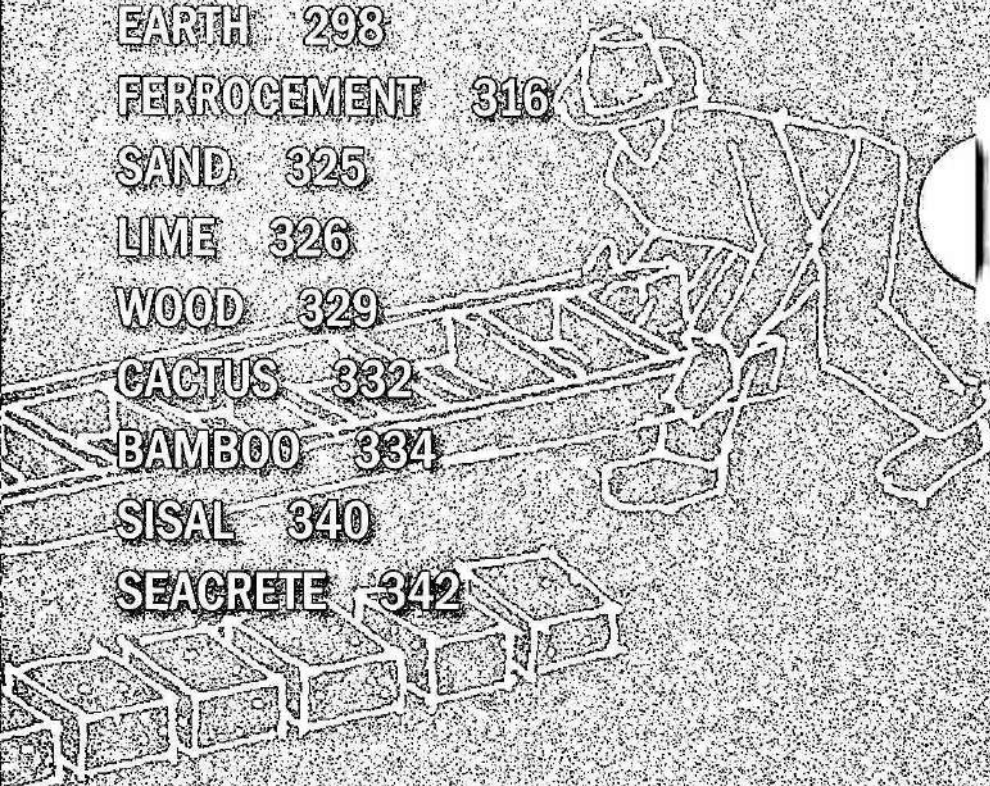 EARTH 298
FERROCEMENT 316
SAND 325
LIME 326
WOOD 329
CACTUS 332
BAMBOO 334
SISAL 340
SEACRETE 342